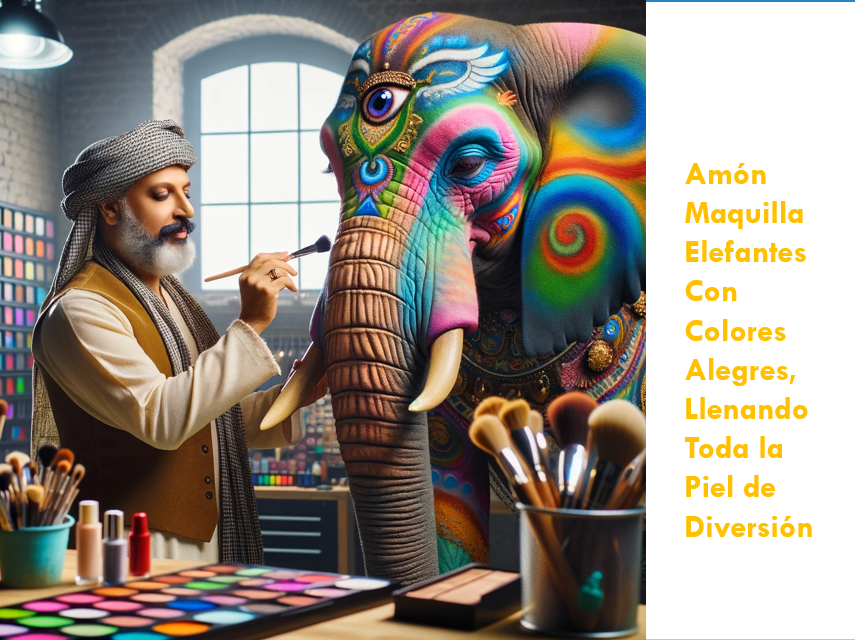 Amón
Maquilla
Elefantes
Con
Colores
Alegres,
Llenando
Toda la
Piel de
Diversión